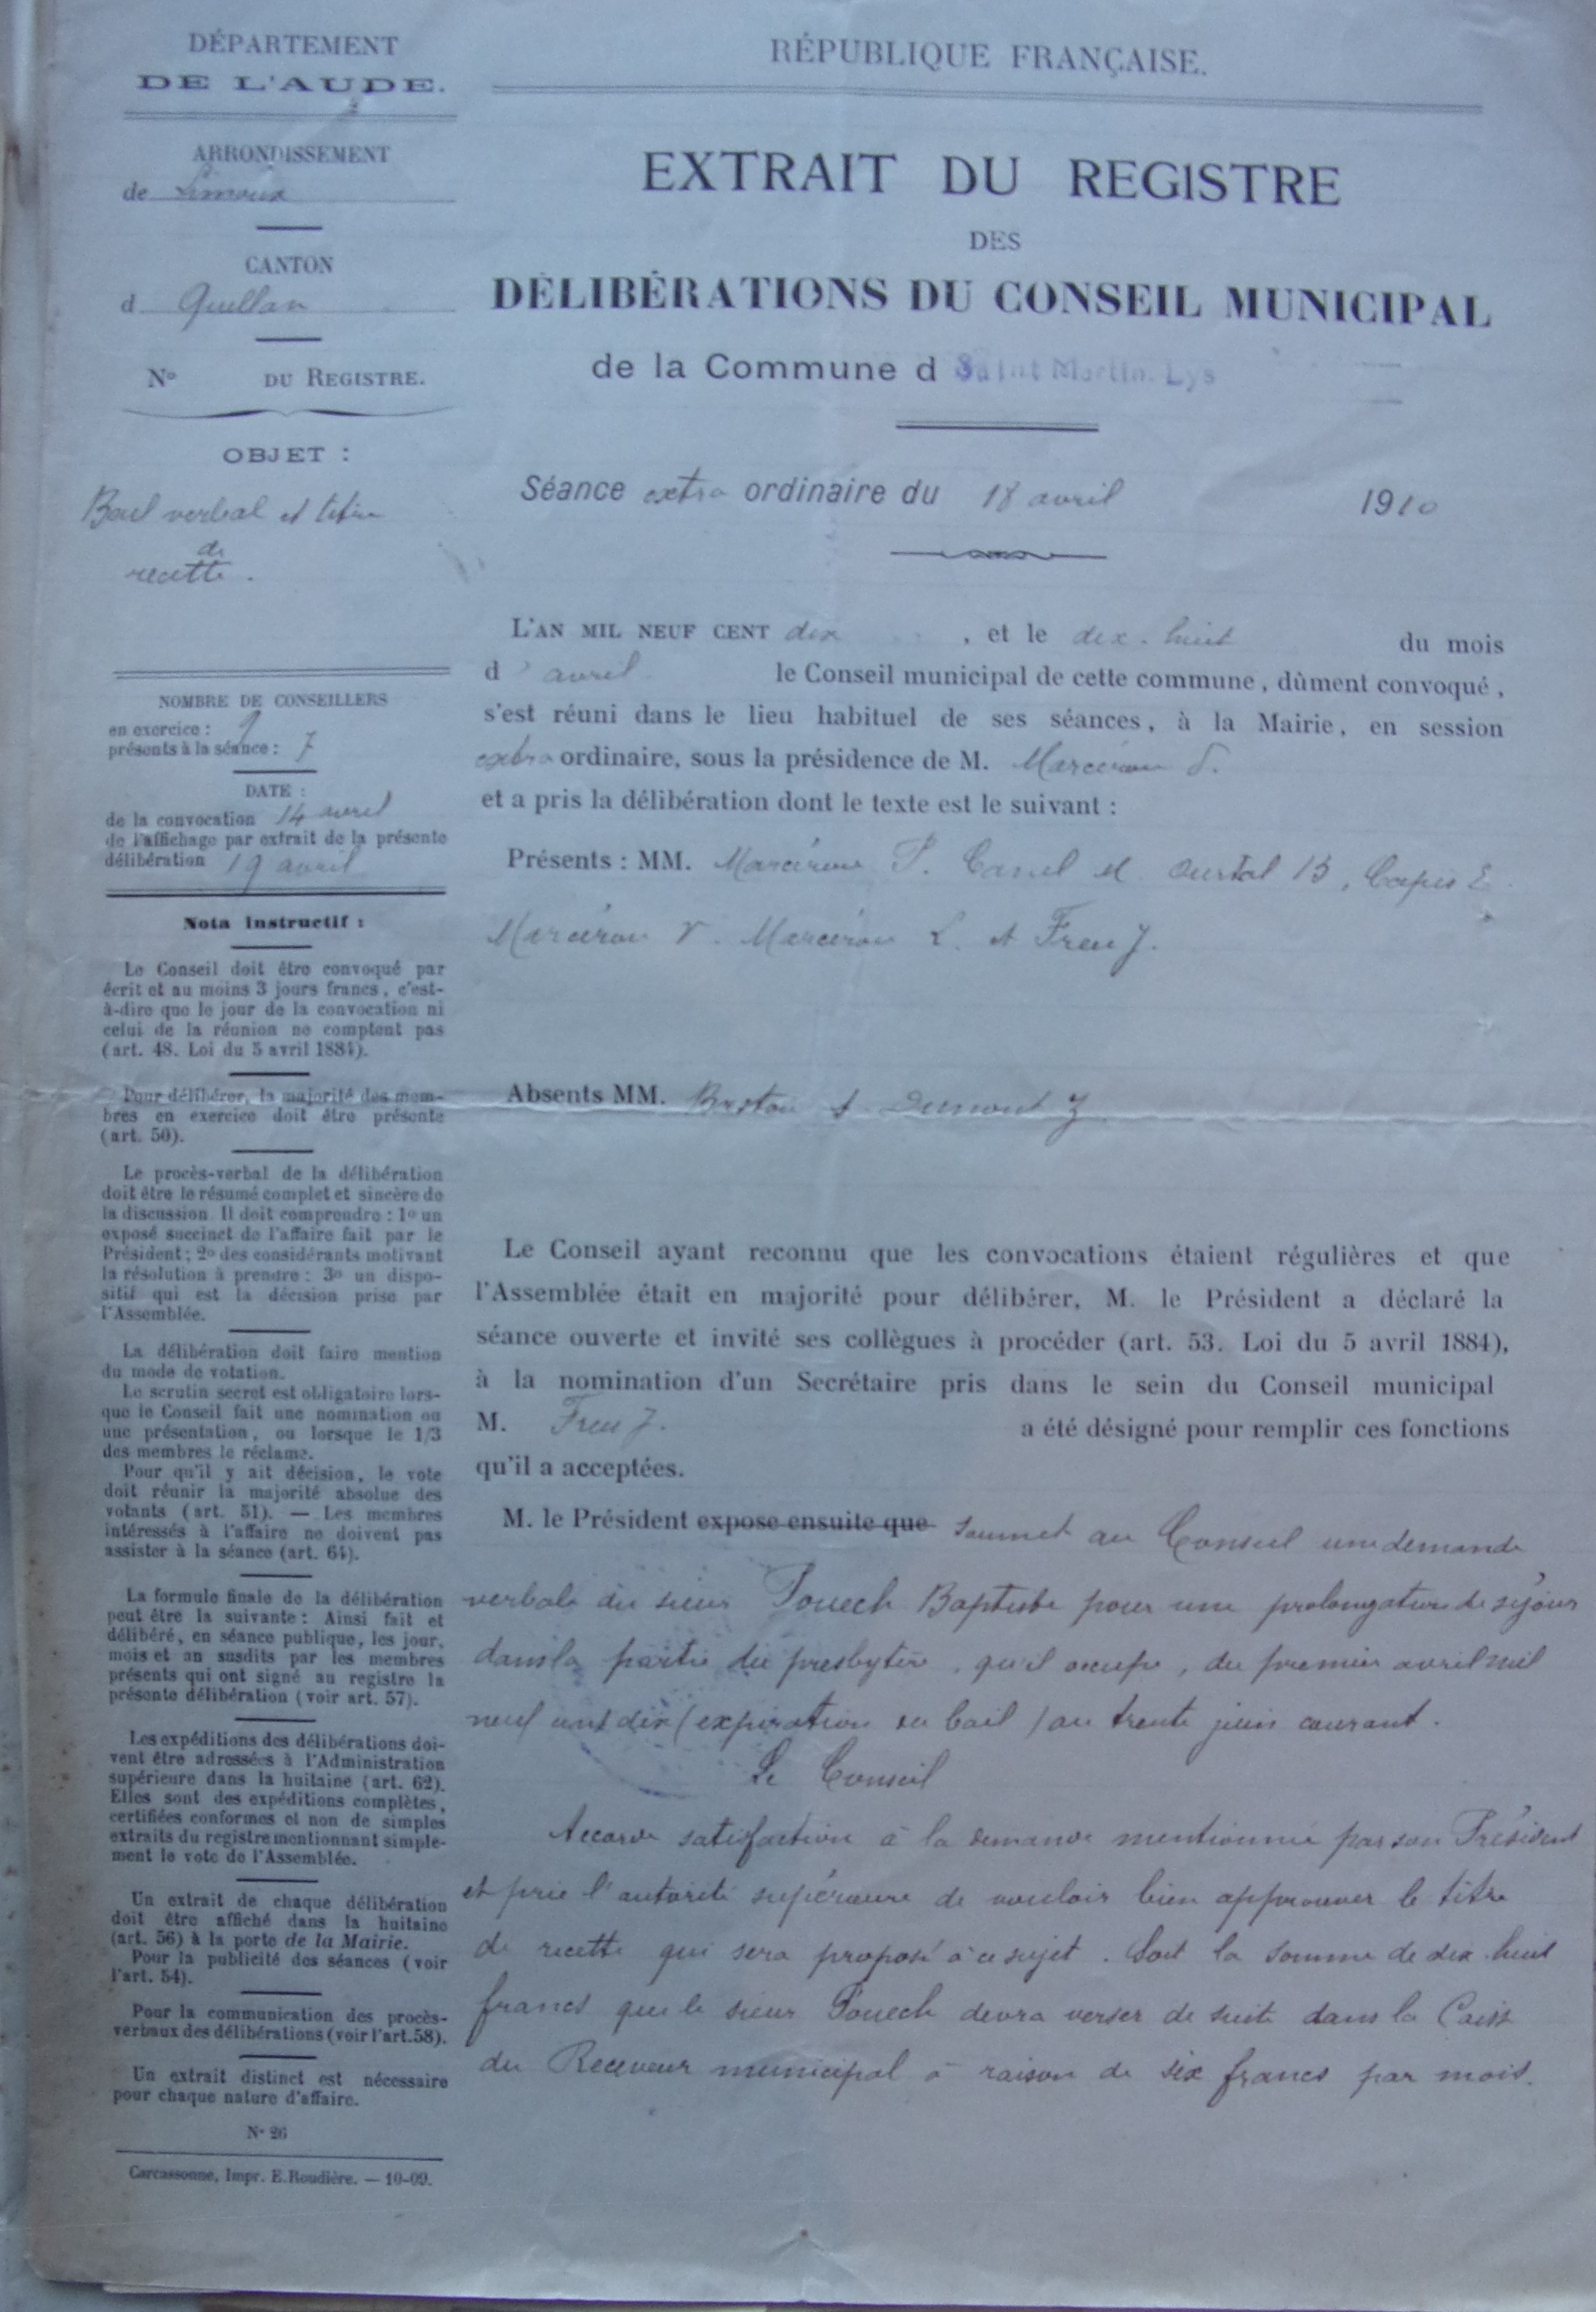 DÉPARTEMENT
DE L'AUDE.
ARRONDISSEMENT
de Limoux
CANTON
d Quillan
N° DU REGISTRE.
OBJET :
Bail verbal et titre
de
recette.
NOMBRE DE CONSEILLERS
en exercice : 9
présents à la séance : 7
DATE :
de la convocation 14 avril
de l'affichage par extrait de la présente
délibération 19 avril
Nota instructif :
Le Conseil doit être convoqué par
écrit et au moins 3 jours francs, c'est-
à-dire que le jour de la convocation ni
celui de la réunion ne comptent pas
(art. 48. Loi du 5 avril 1884).
Pour délibérer, la majorité des mem-
bres en exercice doit être présente
(art. 50).
Le procès-verbal de la délibération
doit être le résumé complet et sincère de
la discussion. Il doit comprendre : 1° un
exposé succinct de l'affaire fait par le
Président ; 2° des considérants motivant
la résolution à prendre ; 3° un dispo-
sitif qui est la décision prise par
l'Assemblée.
La délibération doit faire mention
du mode de votation.
Le scrutin secret est obligatoire lors-
que le Conseil fait une nomination ou
une présentation, ou lorsque le 1/3
des membres le réclame.
Pour qu'il y ait décision, le vote
doit réunir la majorité absolue des
votants (art. 51). — Les membres
intéressés à l'affaire ne doivent pas
assister à la séance (art. 64).
La formule finale de la délibération
peut être la suivante : Ainsi fait et
délibéré, en séance publique, les jour,
mois et an susdits par les membres
présents qui ont signé au registre la
présente délibération (voir art. 57).
Les expéditions des délibérations doi-
vent être adressées à l'Administration
supérieure dans la huitaine (art. 62).
Elles sont des expéditions complètes,
certifiées conformes et non de simples
extraits du registre mentionnant simple-
ment le vote de l'Assemblée.
Un extrait de chaque délibération
doit être affiché dans la huitaine
(art. 56) à la porte de la Mairie.
Pour la publicité des séances (voir
l'art. 54).
Pour la communication des procès-
verbaux des délibérations (voir l'art. 58).
Un extrait distinct est nécessaire
pour chaque nature d'affaire.
N° 26
Carcassonne, Impr. E. Roudière. — 10-09.
RÉPUBLIQUE FRANÇAISE.
EXTRAIT DU REGISTRE
DES
DÉLIBÉRATIONS DU CONSEIL MUNICIPAL
de la Commune d Saint Martin Lys
Séance extra ordinaire du 18 avril 1910
L'AN MIL NEUF CENT dix , et le dix-huit du mois
d'avril le Conseil municipal de cette commune, dûment convoqué,
s'est réuni dans le lieu habituel de ses séances, à la Mairie, en session
extra ordinaire, sous la présidence de M. Marcérou P.
et a pris la délibération dont le texte est le suivant :
Présents : MM. Marcérou P. Canel Oustal B,
Marcérou V. Marcérou L. et Freu J.
Absents MM. Dumont J
Le Conseil ayant reconnu que les convocations étaient régulières et que
l'Assemblée était en majorité pour délibérer, M. le Président a déclaré la
séance ouverte et invité ses collègues à procéder (art. 53. Loi du 5 avril 1884),
à la nomination d'un Secrétaire pris dans le sein du Conseil municipal
M. Freu J. a été désigné pour remplir ces fonctions
qu'il a acceptées.
M. le Président expose ensuite que soumet au Conseil une demande
verbale du sieur Pouech Baptiste pour une prolongation de séjour
dans la partie du presbytère, qu'il occupe, du premier avril mil
neuf cent dix (expiration du bail) au trente juin courant.
Le Conseil
Accorde satisfaction à la demande mentionnée par son Président
et prie l'autorité supérieure de vouloir bien approuver le titre
de recette qui sera proposé à ce sujet. Soit la somme de dix-huit
francs que le sieur Pouech devra verser de suite dans la Caisse
du Receveur municipal à raison de six francs par mois.